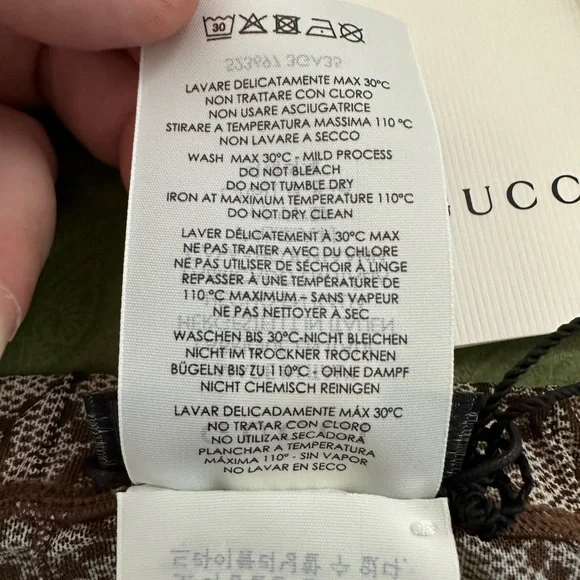 30
523697 3GA35
LAVARE DELICATAMENTE MAX 30°C
NON TRATTARE CON CLORO
NON USARE ASCIUGATRICE
STIRARE A TEMPERATURA MASSIMA 110 °C
NON LAVARE A SECCO
WASH MAX 30°C - MILD PROCESS
DO NOT BLEACH
DO NOT TUMBLE DRY
IRON AT MAXIMUM TEMPERATURE 110°C
DO NOT DRY CLEAN
LAVER DÉLICATEMENT À 30°C MAX
NE PAS TRAITER AVEC DU CHLORE
NE PAS UTILISER DE SÉCHOIR À LINGE
REPASSER À UNE TEMPÉRATURE DE
110 °C MAXIMUM – SANS VAPEUR
NE PAS NETTOYER À SEC
WASCHEN BIS 30°C-NICHT BLEICHEN
NICHT IM TROCKNER TROCKNEN
BÜGELN BIS ZU 110°C - OHNE DAMPF
NICHT CHEMISCH REINIGEN
LAVAR DELICADAMENTE MÁX 30°C
NO TRATAR CON CLORO
NO UTILIZAR SECADORA
PLANCHAR A TEMPERATURA
MÁXIMA 110° - SIN VAPOR
NO LAVAR EN SECO
UCC